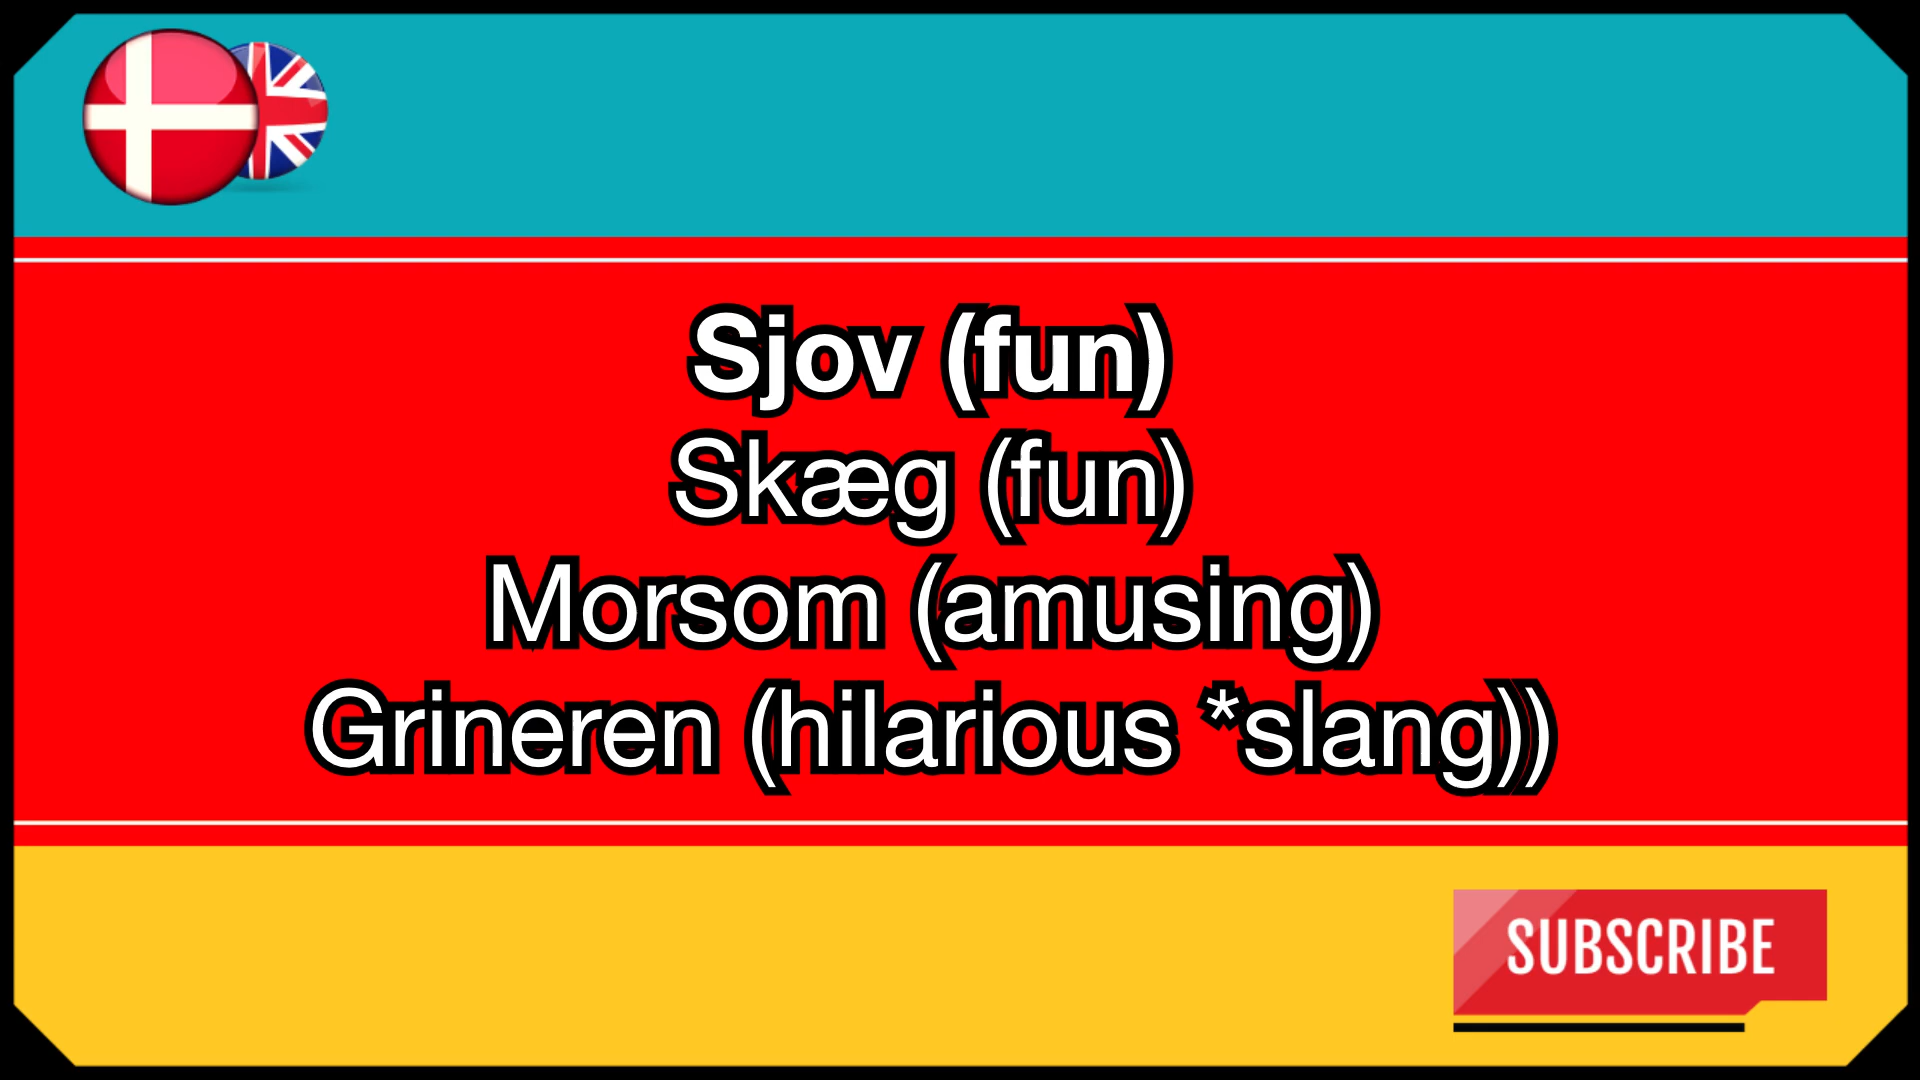 Sjov (fun)
Skæg (fun)
Morsom (amusing)
Grineren (hilarious *slang))
SUBSCRIBE